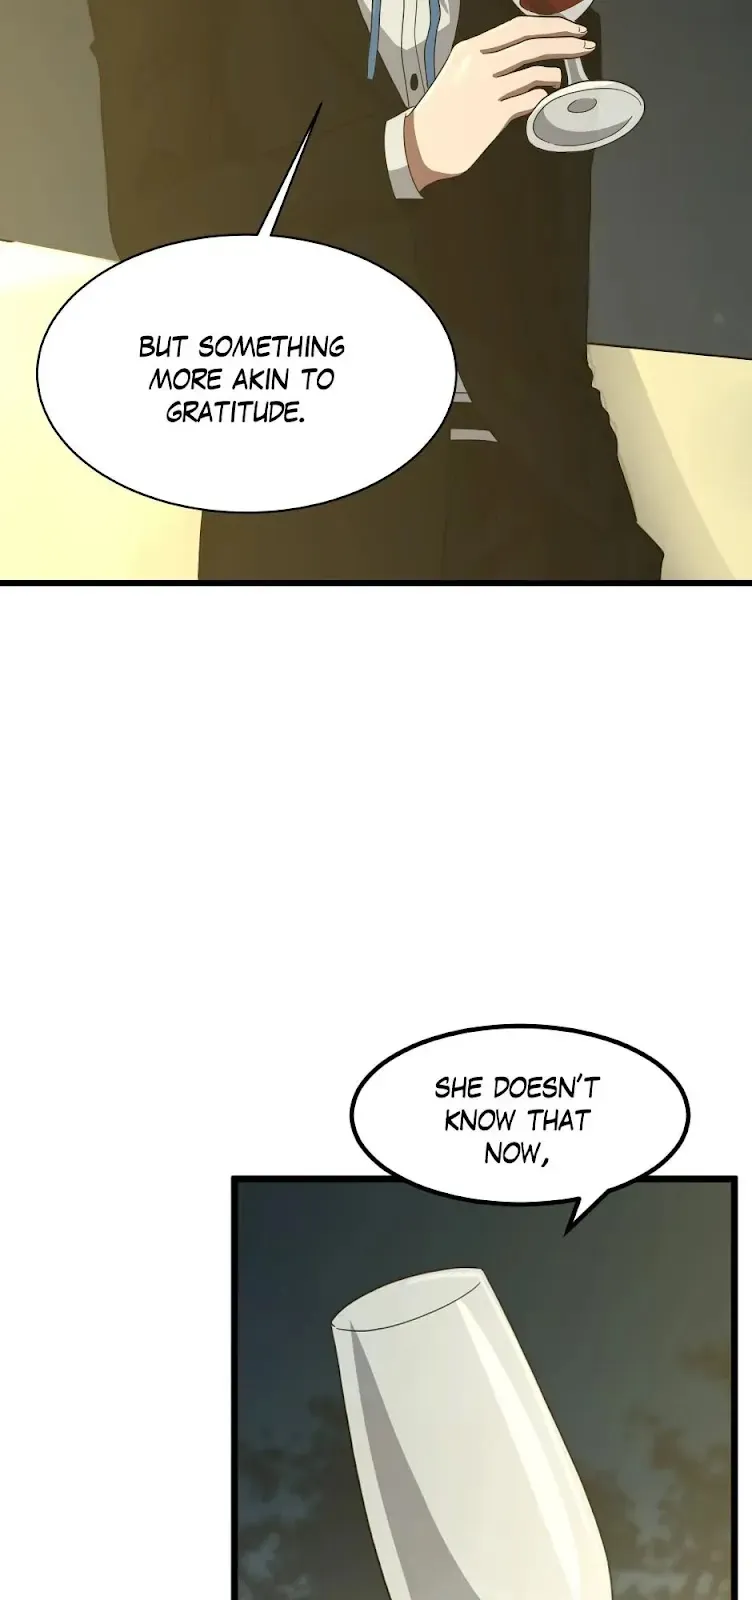 BUT SOMETHING
MORE AKIN TO
GRATITUDE.
SHE DOESN'T
KNOW THAT
NOW,